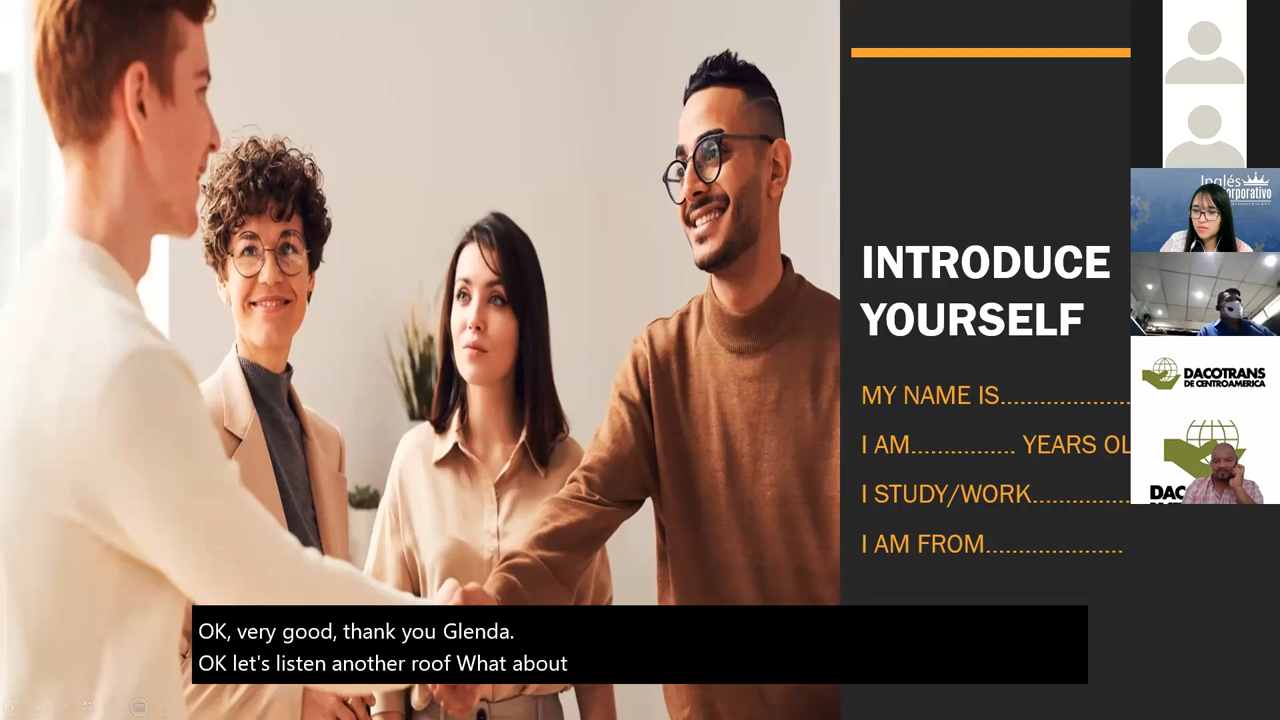 INTRODUCE
YOURSELF
MY NAME IS....................
I AM................ YEARS OL
I STUDY/WORK...............
I AM FROM.....................
OK, very good, thank you Glenda.
OK let's listen another roof What about
Inglés
orporativo
DACOTRANS
DE CENTROAMERICA
DAC